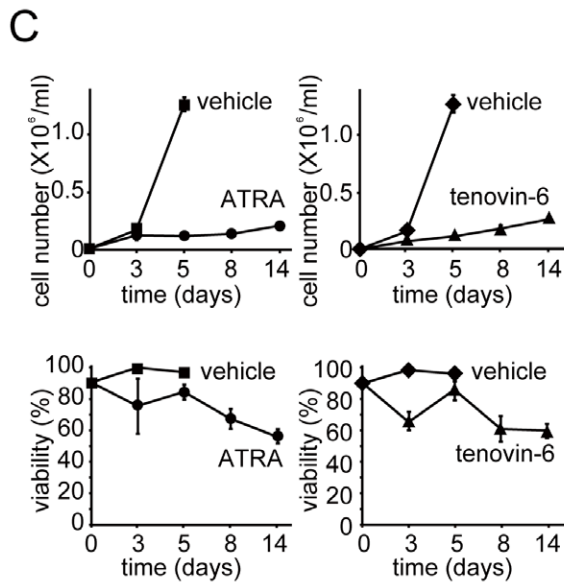 C
cell number (X10⁶/ml)
1.0
0.5
0
vehicle
ATRA
0 3 5 8 14
time (days)
cell number (X10⁶/ml)
1.0
0.5
0
vehicle
tenovin-6
0 3 5 8 14
time (days)
viability (%)
100
80
60
40
20
0
vehicle
ATRA
0 3 5 8 14
time (days)
viability (%)
100
80
60
40
20
0
vehicle
tenovin-6
0 3 5 8 14
time (days)